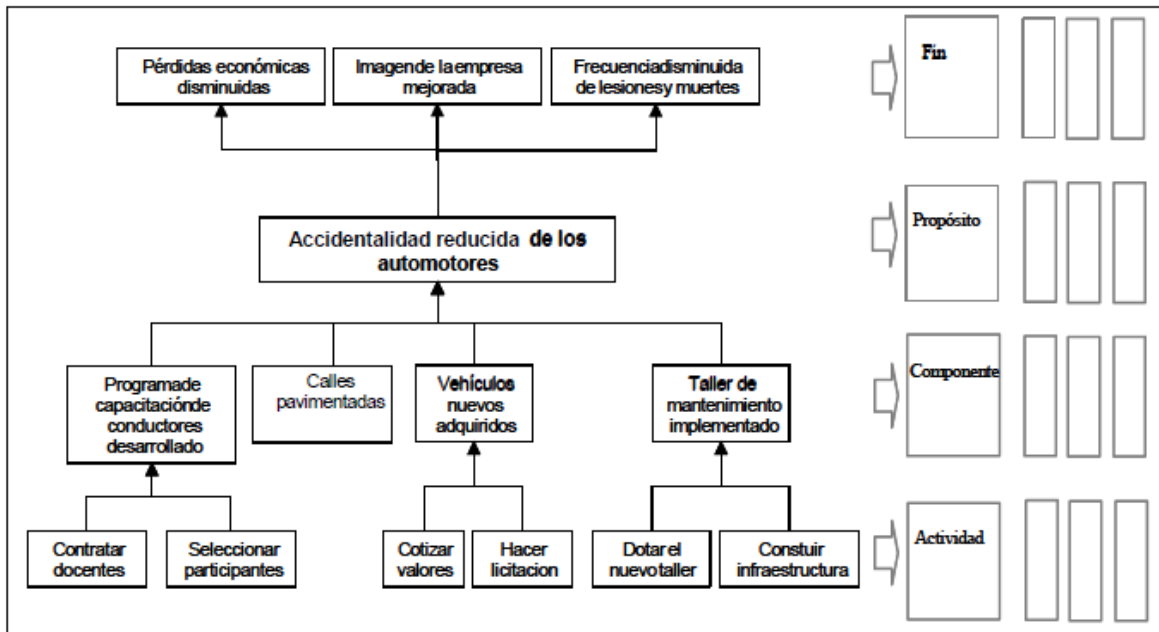 Pérdidas económicas
disminuidas
Imagende la empresa
mejorada
Frecuenciadisminuida
de lesionesy muertes
Fin
Accidentalidad reducida de los
automotores
Propósito
Programade
capacitaciónde
conductores
desarrollado
Calles
pavimentadas
Vehículos
nuevos
adquiridos
Taller de
mantenimiento
implementado
Componente
Contratar
docentes
Seleccionar
participantes
Cotizar
valores
Hacer
licitacion
Dotar el
nuevotaller
Constuir
infraestructura
Actividad